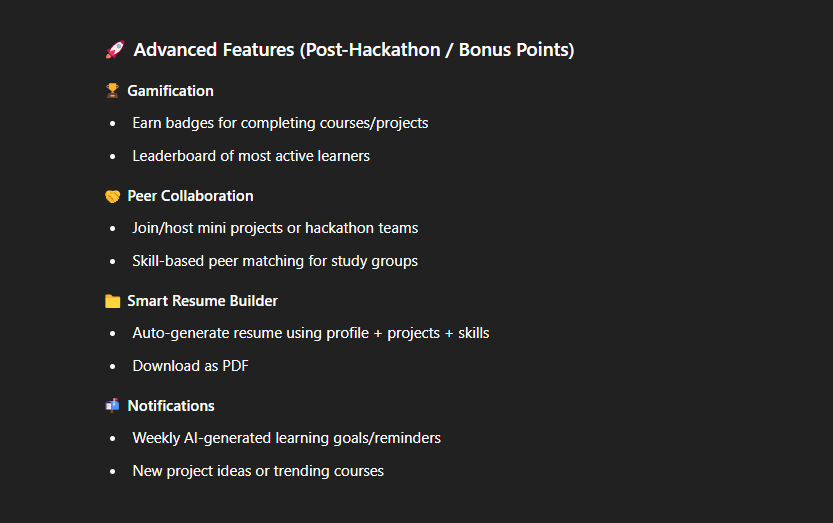 🚀 Advanced Features (Post-Hackathon / Bonus Points)
🏆 Gamification
• Earn badges for completing courses/projects
• Leaderboard of most active learners
🤝 Peer Collaboration
• Join/host mini projects or hackathon teams
• Skill-based peer matching for study groups
📁 Smart Resume Builder
• Auto-generate resume using profile + projects + skills
• Download as PDF
📬 Notifications
• Weekly AI-generated learning goals/reminders
• New project ideas or trending courses